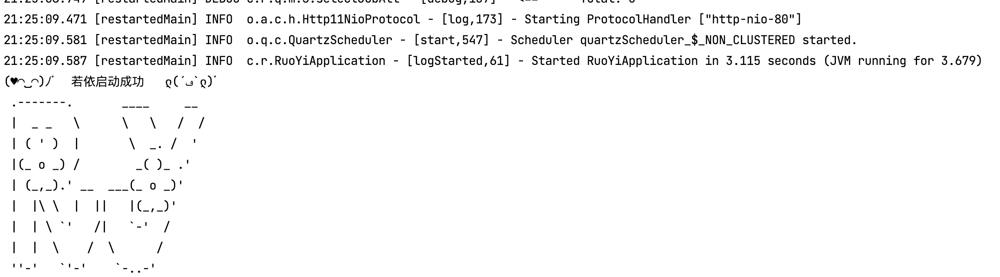 21:25:09.471 [restartedMain] INFO  o.a.c.h.Http11NioProtocol - [log,173] - Starting ProtocolHandler ["http-nio-80"]
21:25:09.581 [restartedMain] INFO  o.q.c.QuartzScheduler - [start,547] - Scheduler quartzScheduler_$_NON_CLUSTERED started.
21:25:09.587 [restartedMain] INFO  c.r.RuoYiApplication - [logStarted,61] - Started RuoYiApplication in 3.115 seconds (JVM running for 3.679)
(♥◠‿◠)ノ゙  若依启动成功   ლ(´ڡ`ლ)゙
 .-------.       ____     __
 |  _ _   \      \   \   /  /
 | ( ' )  |       \  _. /  '
 |(_ o _) /        _( )_ .'
 | (_,_).' __  ___(_ o _)'
 |  |\ \  |  ||   |(_,_)'
 |  | \ `'   /|   `-'  /
 |  |  \    /  \      /
 ''-'   `'-'    `-..-'